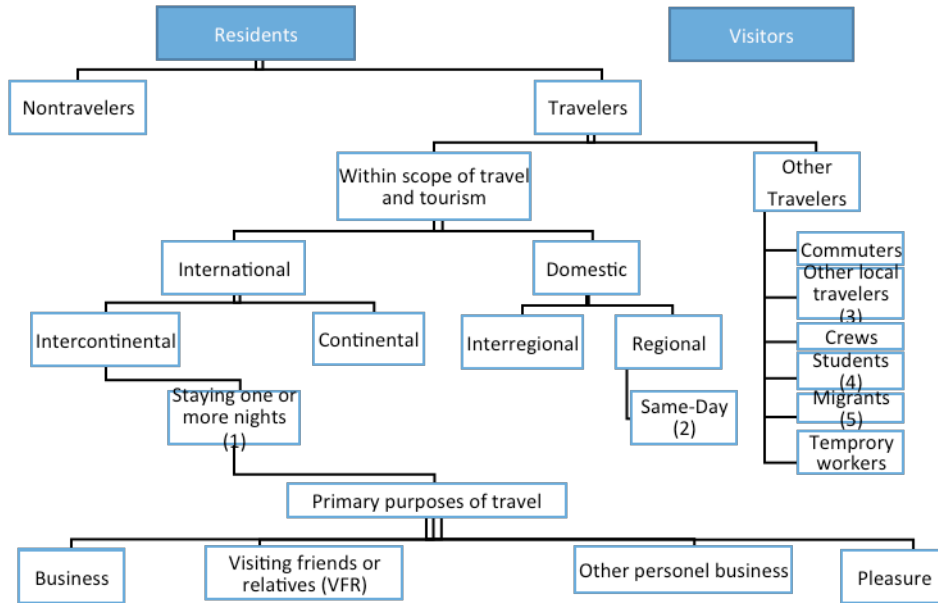 Residents
Visitors
Nontravelers
Travelers
Within scope of travel
and tourism
Other
Travelers
International
Domestic
Commuters
Other local
travelers
(3)
Crews
Students
(4)
Migrants
(5)
Temprory
workers
Intercontinental
Continental
Interregional
Regional
Staying one or
more nights
(1)
Same-Day
(2)
Primary purposes of travel
Business
Visiting friends or
relatives (VFR)
Other personel business
Pleasure